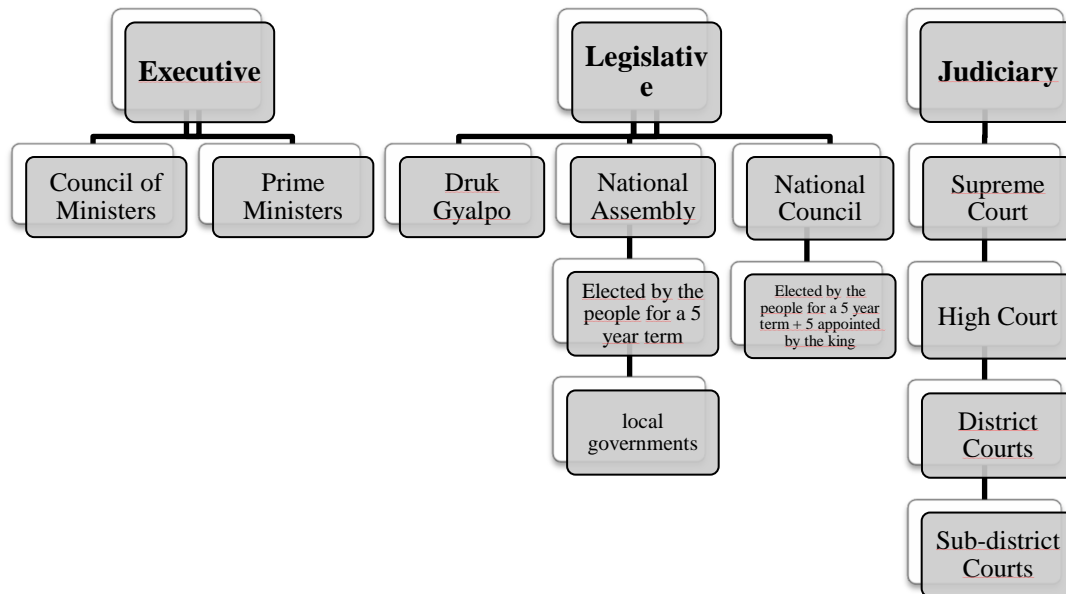 Executive
Legislativ
e
Judiciary
Council of
Ministers
Prime
Ministers
Druk
Gyalpo
National
Assembly
National
Council
Supreme
Court
Elected by the
people for a 5
year term
Elected by the
people for a 5 year
term + 5 appointed
by the king
High Court
local
governments
District
Courts
Sub-district
Courts